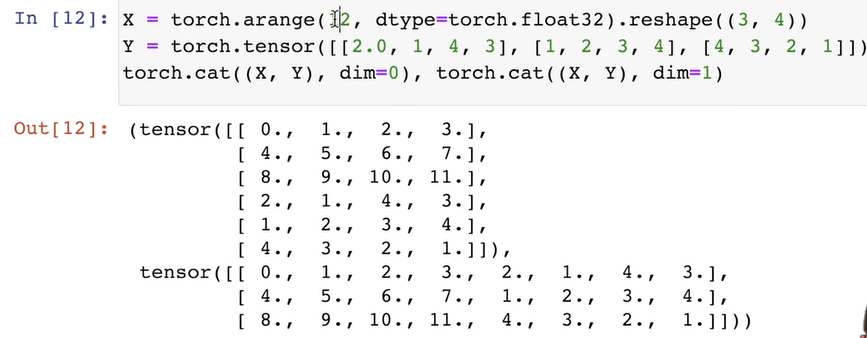 In [12]: X = torch.arange(12, dtype=torch.float32).reshape((3, 4))
Y = torch.tensor([[2.0, 1, 4, 3], [1, 2, 3, 4], [4, 3, 2, 1]])
torch.cat((X, Y), dim=0), torch.cat((X, Y), dim=1)
Out[12]: (tensor([[ 0., 1., 2., 3.],
[ 4., 5., 6., 7.],
[ 8., 9., 10., 11.],
[ 2., 1., 4., 3.],
[ 1., 2., 3., 4.],
[ 4., 3., 2., 1.]]),
tensor([[ 0., 1., 2., 3., 2., 1., 4., 3.],
[ 4., 5., 6., 7., 1., 2., 3., 4.],
[ 8., 9., 10., 11., 4., 3., 2., 1.]]))